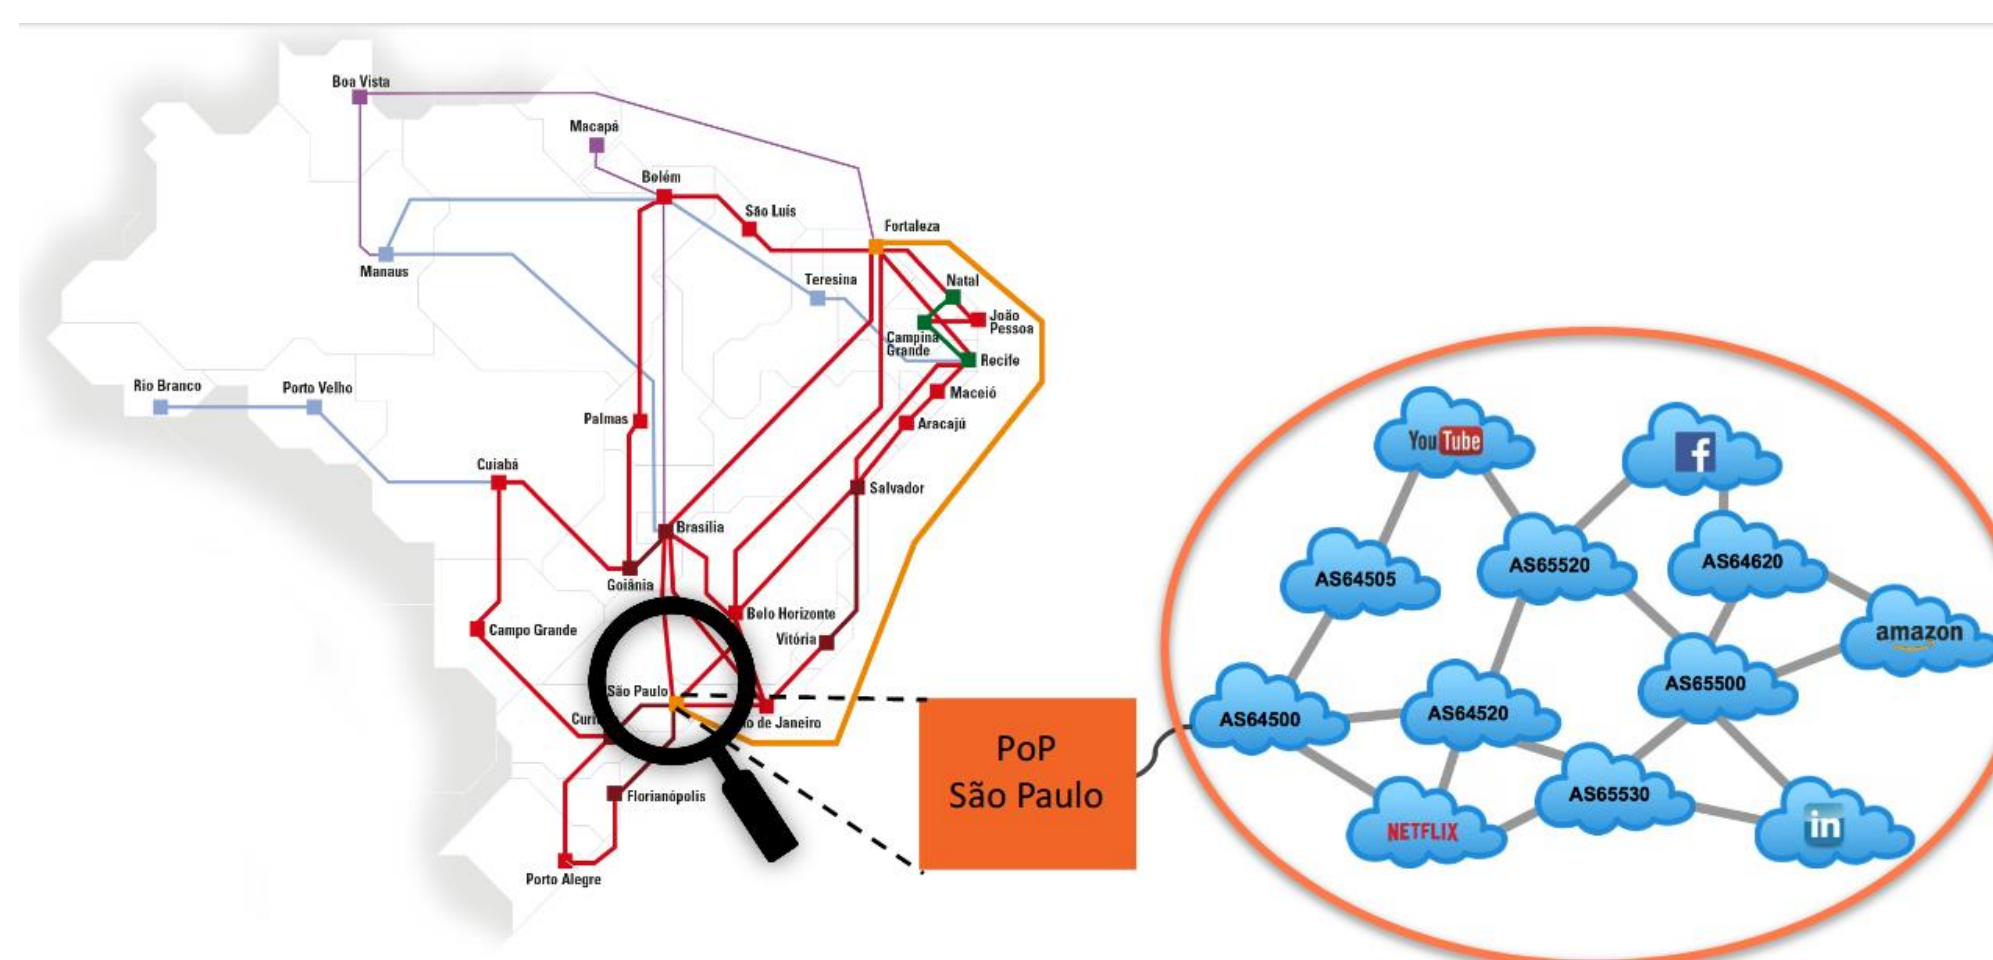 Boa Vista
Macapá
Belém
São Luís
Fortaleza
Manaus
Teresina
Natal
João
Pessoa
Campina
Grande
Recife
Rio Branco
Porto Velho
Maceió
Palmas
Aracajú
Cuiabá
Salvador
Brasília
Goiânia
Belo Horizonte
Campo Grande
Vitória
São Paulo
Curi
o de Janeiro
Florianópolis
Porto Alegre
PoP
São Paulo
YouTube
f
AS64505
AS65520
AS64620
amazon
AS65500
AS64500
AS64520
AS65530
NETFLIX
in